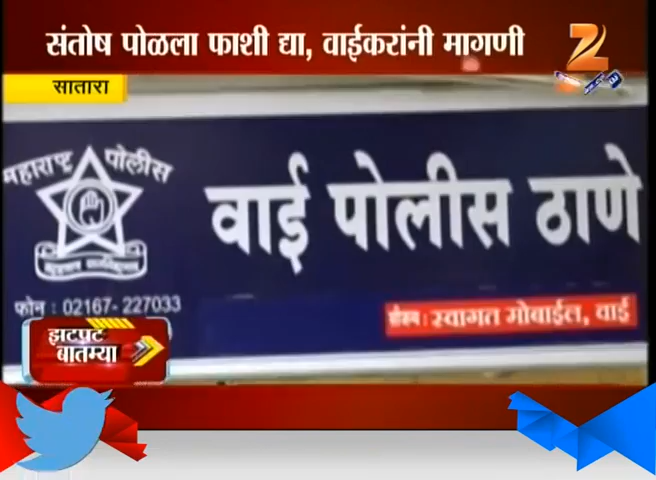 संतोष पोळला फाशी द्या, वाईकरांनी मागणी
सातारा
महाराष्ट्र पोलीस
वाई पोलीस ठाणे
फोन : 02167- 227033
स्वागत मोबाईल, वाई
झटपट
बातम्या